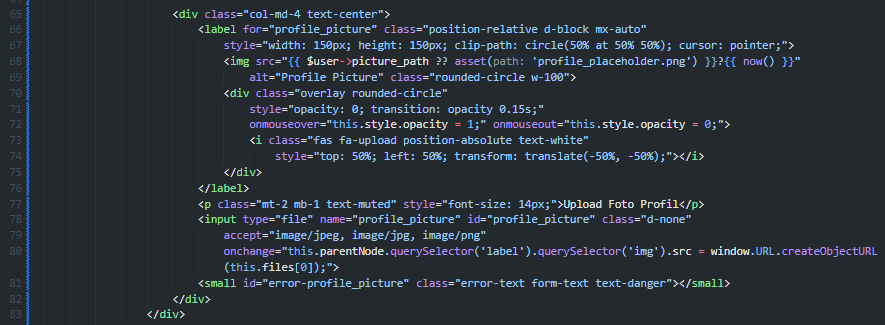 65 <div class="col-md-4 text-center">
66 <label for="profile_picture" class="position-relative d-block mx-auto"
67 style="width: 150px; height: 150px; clip-path: circle(50% at 50% 50%); cursor: pointer;">
68 <img src="{{ $user->picture_path ?? asset(path: 'profile_placeholder.png') }}?{{ now() }}"
69 alt="Profile Picture" class="rounded-circle w-100">
70 <div class="overlay rounded-circle"
71 style="opacity: 0; transition: opacity 0.15s;"
72 onmouseover="this.style.opacity = 1;" onmouseout="this.style.opacity = 0;">
73 <i class="fas fa-upload position-absolute text-white"
74 style="top: 50%; left: 50%; transform: translate(-50%, -50%);"></i>
75 </div>
76 </label>
77 <p class="mt-2 mb-1 text-muted" style="font-size: 14px;">Upload Foto Profil</p>
78 <input type="file" name="profile_picture" id="profile_picture" class="d-none"
79 accept="image/jpeg, image/jpg, image/png"
80 onchange="this.parentNode.querySelector('label').querySelector('img').src = window.URL.createObjectURL
(this.files[0]);">
81 <small id="error-profile_picture" class="error-text form-text text-danger"></small>
82 </div>
83 </div>